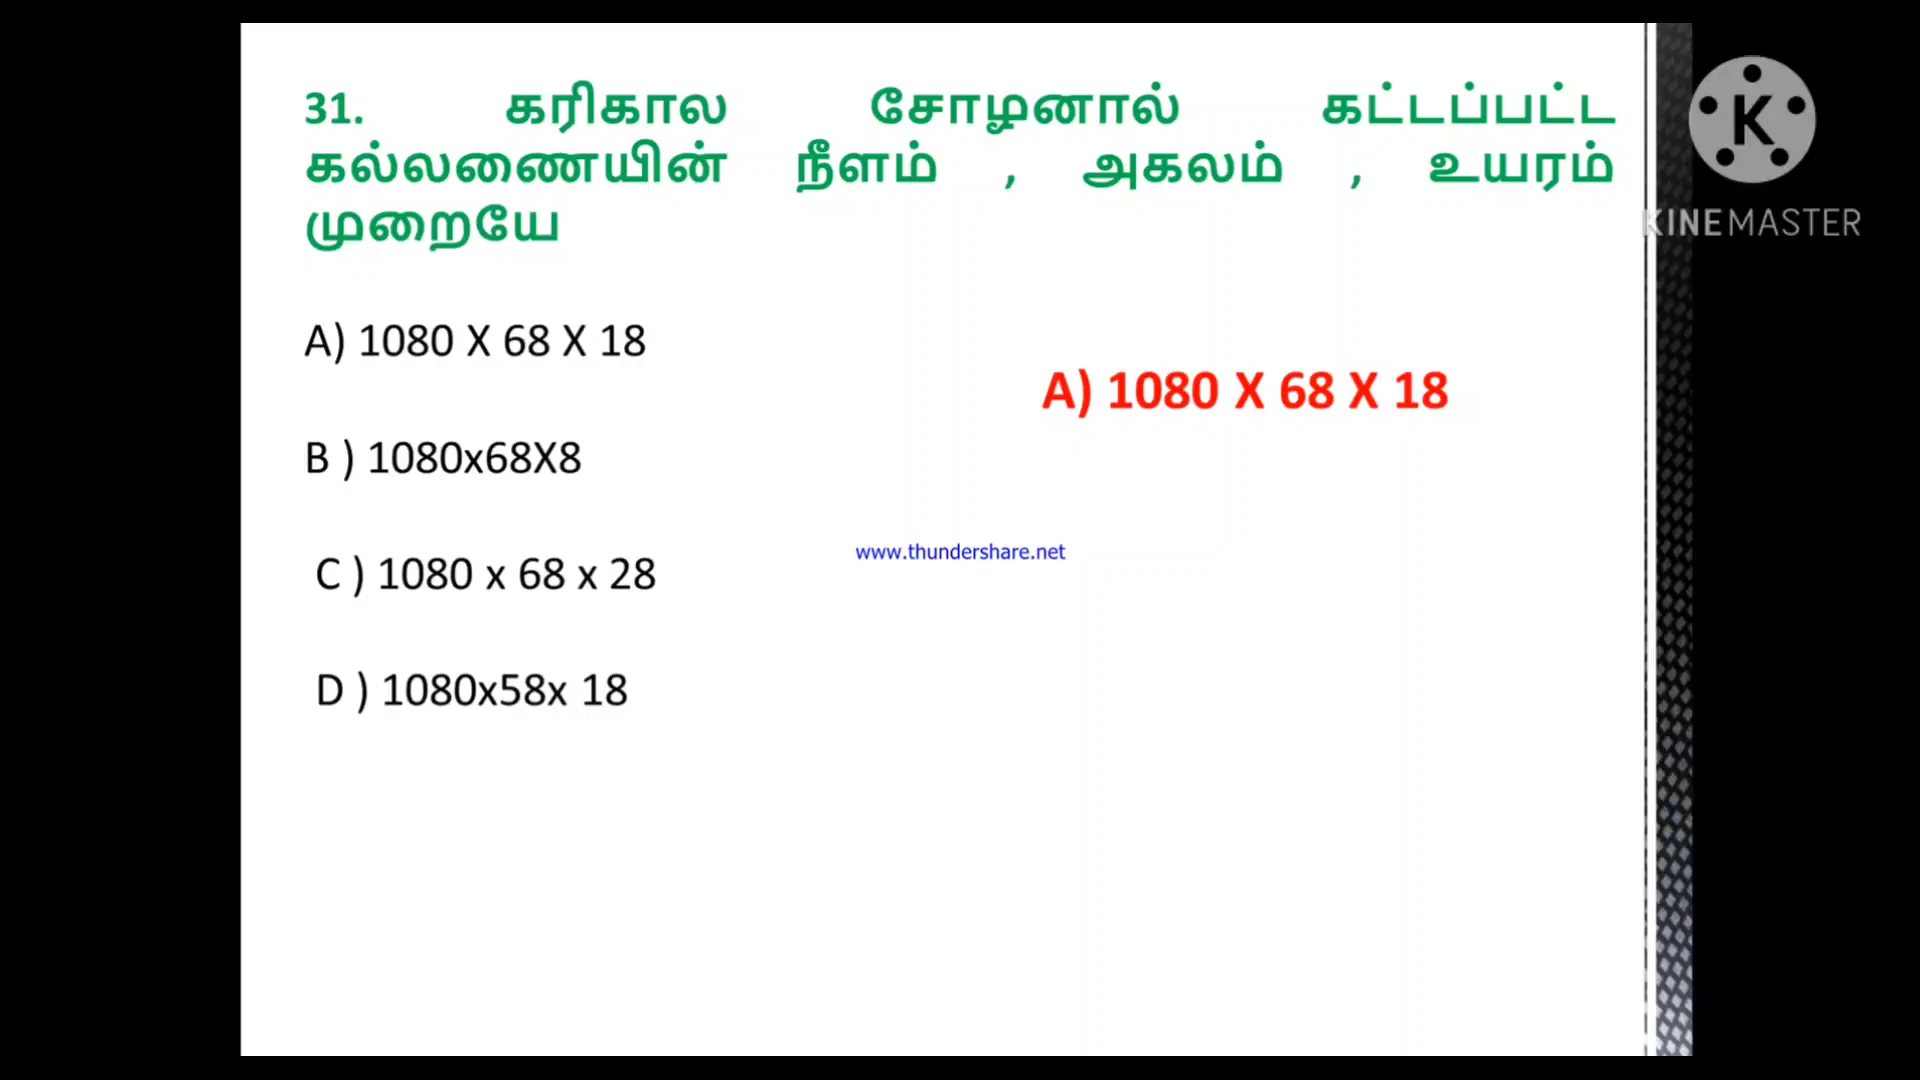 31. கரிகால சோழனால் கட்டப்பட்ட
கல்லணையின் நீளம் , அகலம் , உயரம்
முறையே
A) 1080 X 68 X 18
A) 1080 X 68 X 18
B ) 1080x68X8
www.thundershare.net
C ) 1080 x 68 x 28
D ) 1080x58x 18
K
KINEMASTER